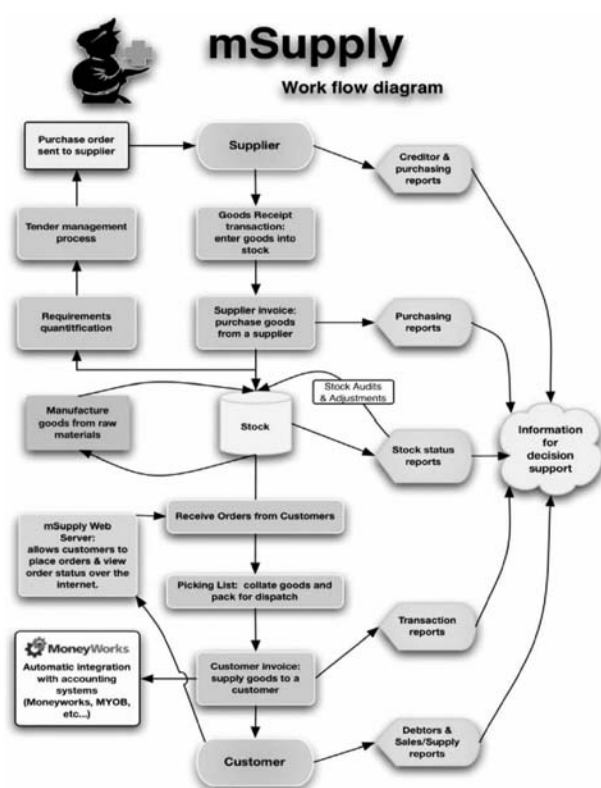 mSupply
Work flow diagram
Purchase order
sent to supplier
Supplier
Creditor &
purchasing
reports
Tender management
process
Goods Receipt
transaction:
enter goods into
stock
Requirements
quantitfification
Supplier invoice:
purchase goods
from a supplier
Purchasing
reports
Stock Audits
& Adjustments
Manufacture
goods from raw
materials
Stock
Stock status
reports
Information
for
decision
support
mSupply Web
Server:
allows customers to
place orders & view
order status over the
internet.
Receive Orders from Customers
Picking List: collate goods and
pack for dispatch
Transaction
reports
MoneyWorks
Automatic integration
with accounting
systems
(Moneyworks, MYOB,
etc...)
Customer invoice:
supply goods to a
customer
Customer
Debtors &
Sales/Supply
reports